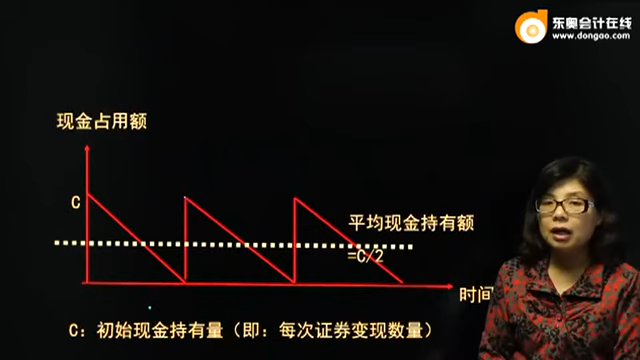 东奥会计在线
www.dongao.com
现金占用额
C
平均现金持有额
=C/2
时间
C：初始现金持有量（即：每次证券变现数量）